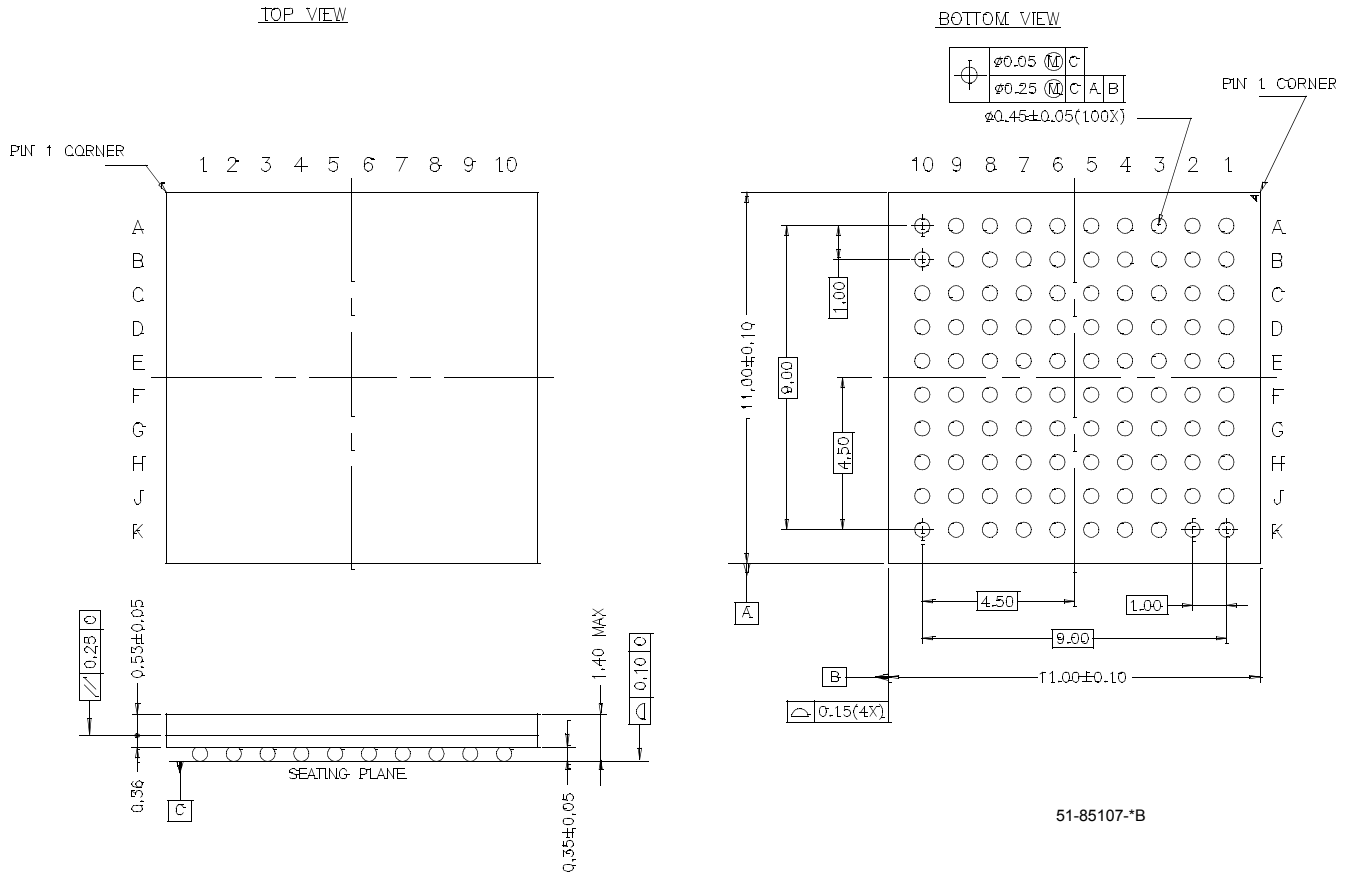 TOP VIEW
PIN 1 CORNER
1 2 3 4 5 6 7 8 9 10
A
B
C
D
E
F
G
H
J
K
0.25 C
0.53±0.05
0.36
C
SEATING PLANE
1.40 MAX
0.10 C
0.35±0.05
BOTTOM VIEW
Ø0.05 Ⓜ C
Ø0.25 Ⓜ C A B
Ø0.45±0.05(100X)
PIN 1 CORNER
10 9 8 7 6 5 4 3 2 1
A
B
C
D
E
F
G
H
J
K
11.00±0.10
9.00
1.00
4.50
A
4.50
1.00
9.00
B
11.00±0.10
0.15(4X)
51-85107-*B